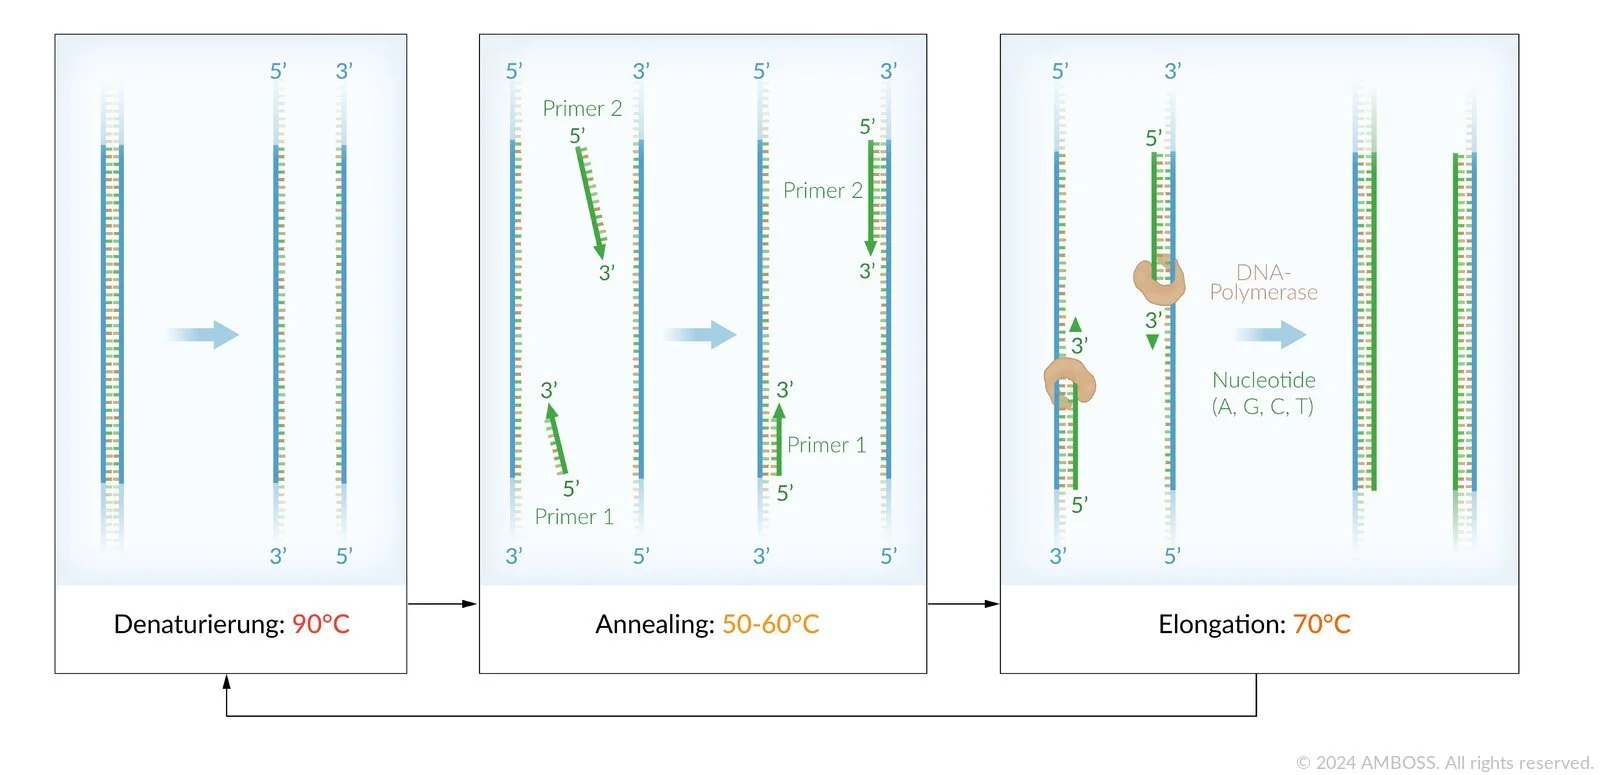 5’ 3’
3’ 5’
Denaturierung: 90°C
5’ 3’ 5’ 3’
Primer 2
5’
3’
3’
5’
Primer 1
5’
Primer 2
3’
3’
Primer 1
5’
3’ 5’ 3’ 5’
Annealing: 50-60°C
5’ 3’
5’
DNA-
Polymerase
3’
3’
Nucleotide
(A, G, C, T)
5’
3’ 5’
Elongation: 70°C
© 2024 AMBOSS. All rights reserved.